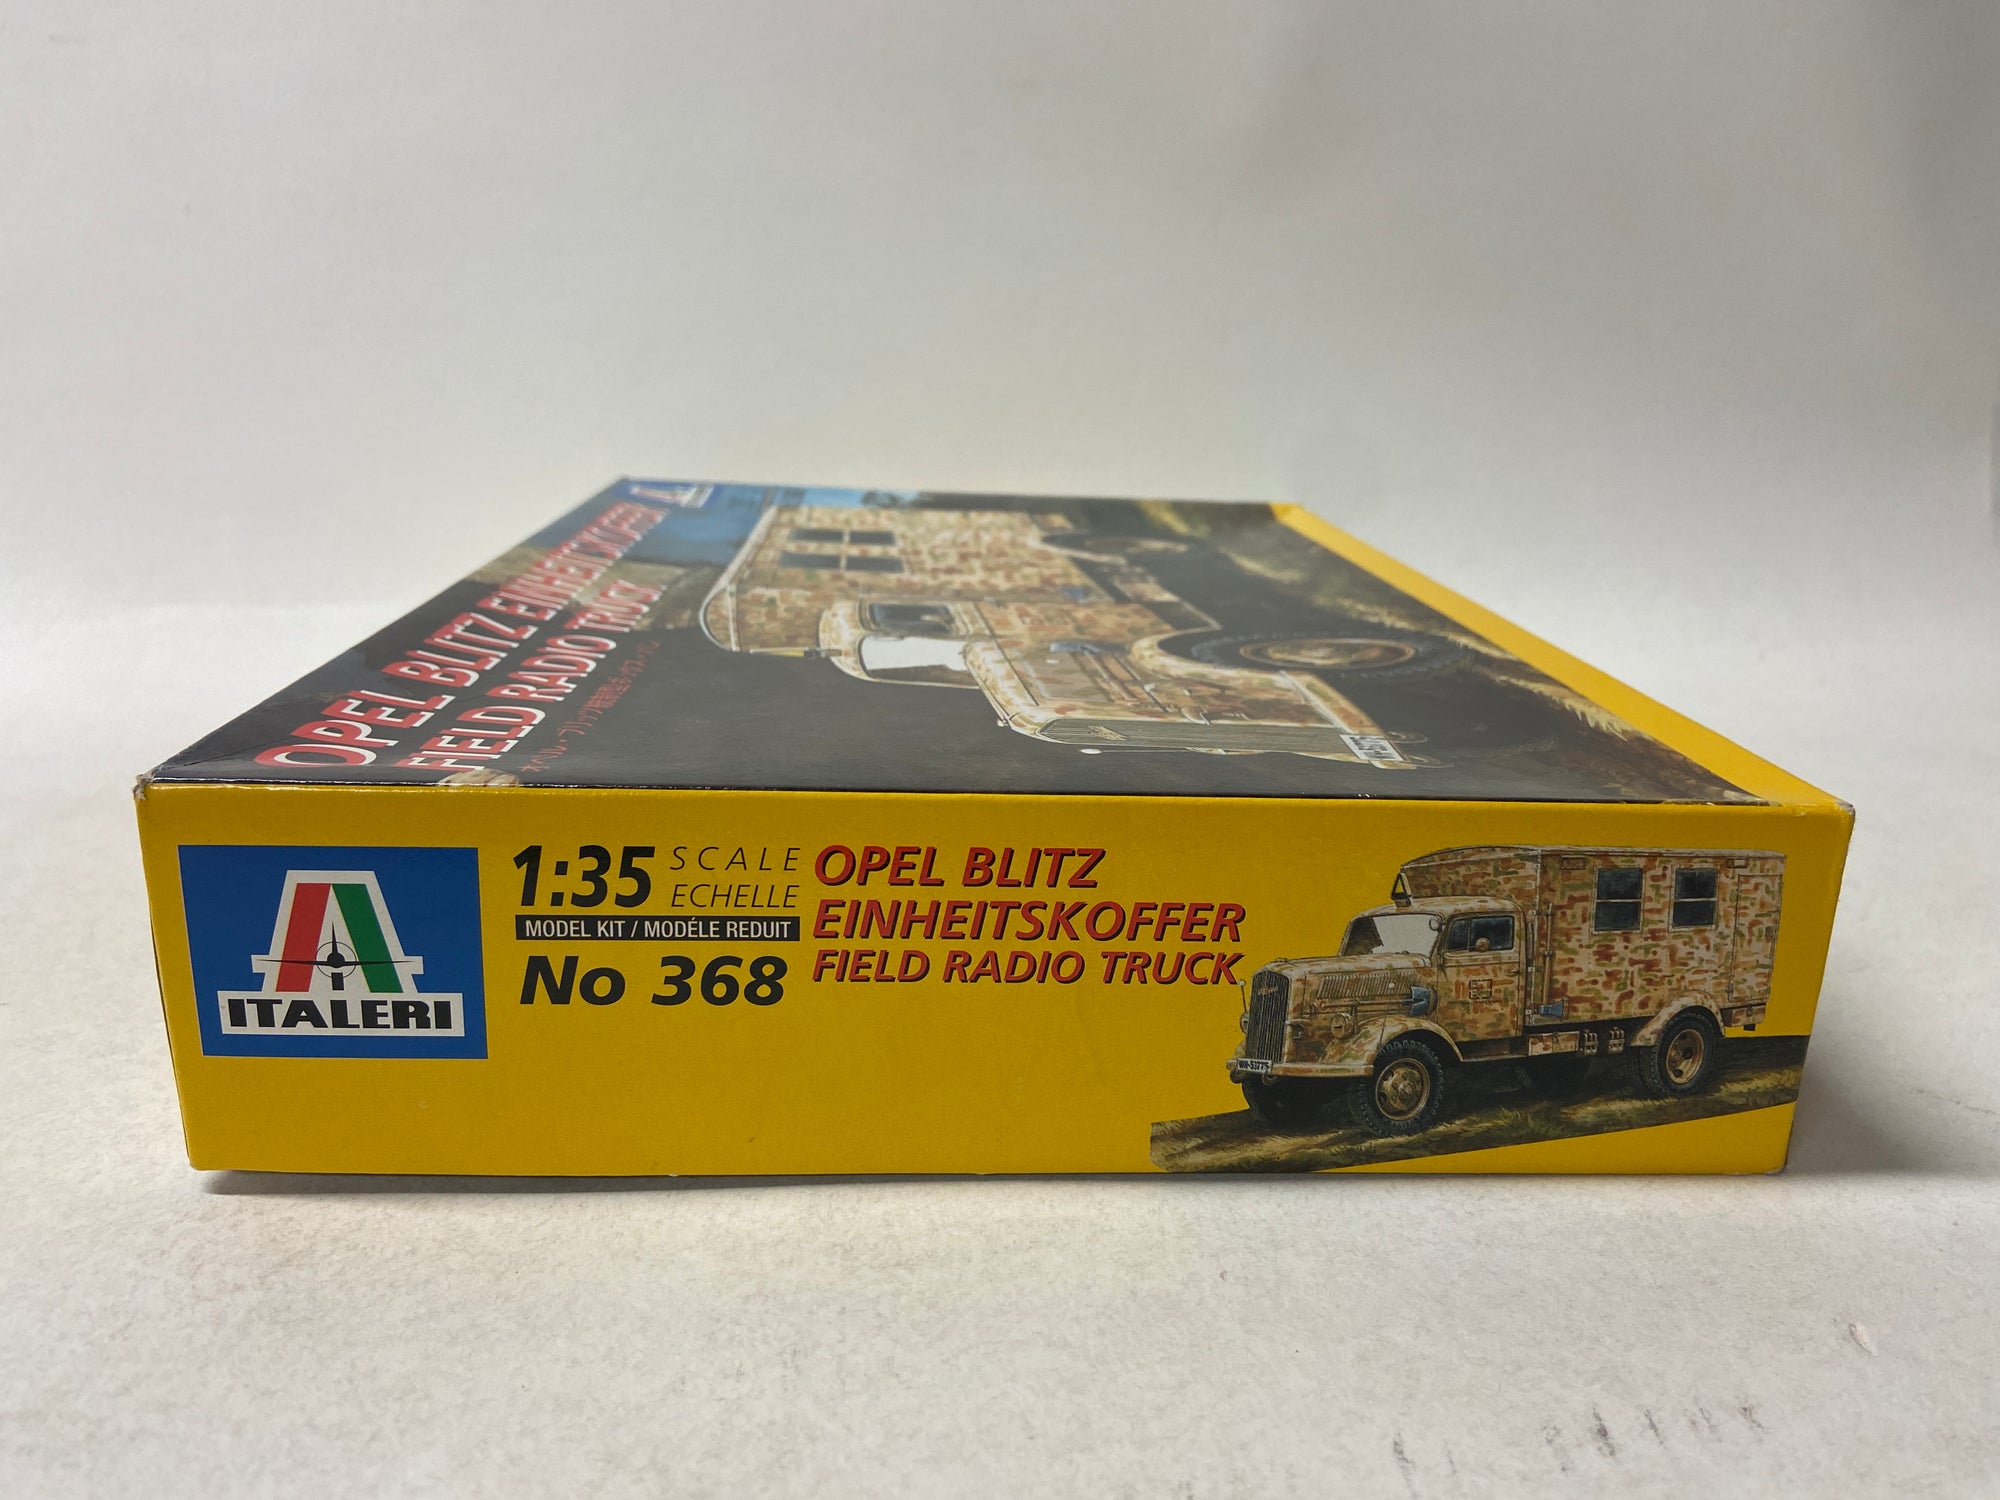 OPEL BLITZ EINHEITSKOFFER
FIELD RADIO TRUCK
ITALERI
1:35 SCALE
ECHELLE
MODEL KIT / MODÉLE REDUIT
No 368
OPEL BLITZ
EINHEITSKOFFER
FIELD RADIO TRUCK